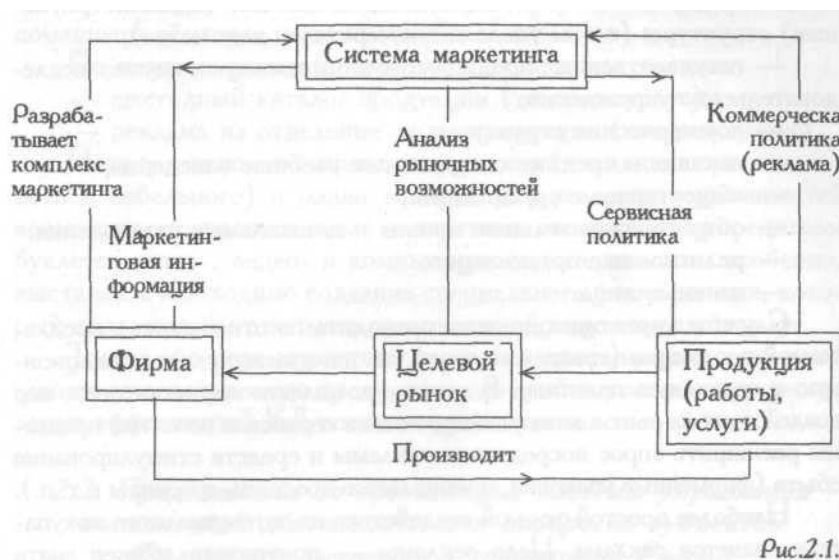 Система маркетинга
Разраба-
тывает
комплекс
маркетинга
Анализ
рыночных
возможностей
Коммерческа
политика
(реклама)
Маркетин-
говая ин-
формация
Сервисная
политика
Фирма
Целевой
рынок
Продукция
(работы,
услуги)
Производит
Рис.2.1.